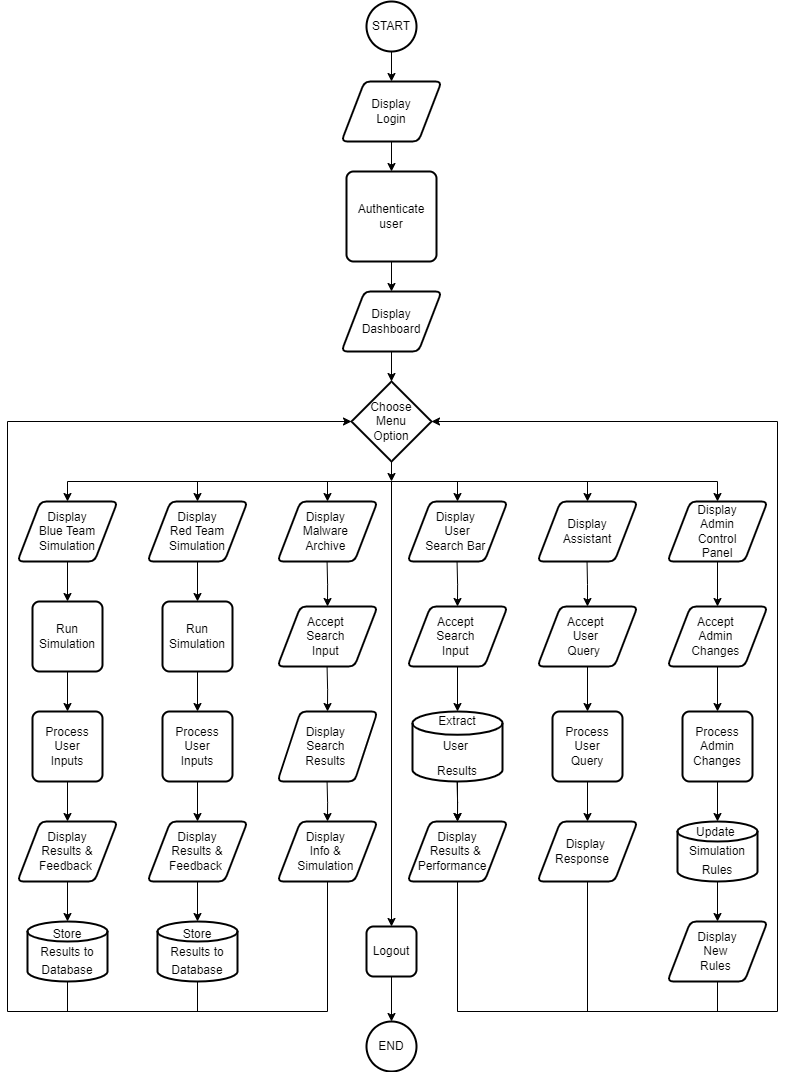 START
Display
Login
Authenticate
user
Display
Dashboard
Choose
Menu
Option
Display
Blue Team
Simulation
Display
Red Team
Simulation
Display
Malware
Archive
Display
User
Search Bar
Display
Assistant
Display
Admin
Control
Panel
Run
Simulation
Run
Simulation
Accept
Search
Input
Accept
Search
Input
Accept
User
Query
Accept
Admin
Changes
Process
User
Inputs
Process
User
Inputs
Display
Search
Results
Extract
User
Results
Process
User
Query
Process
Admin
Changes
Display
Results &
Feedback
Display
Results &
Feedback
Display
Info &
Simulation
Display
Results &
Performance
Display
Response
Update
Simulation
Rules
Store
Results to
Database
Store
Results to
Database
Logout
Display
New
Rules
END